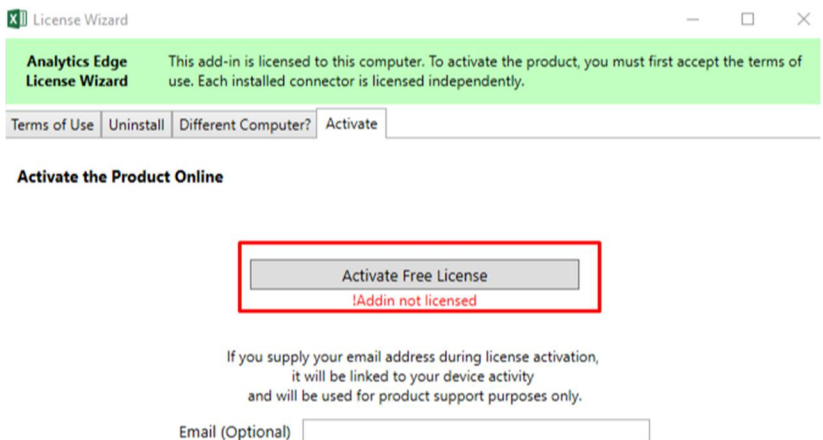 License Wizard
Analytics Edge
License Wizard
This add-in is licensed to this computer. To activate the product, you must first accept the terms of
use. Each installed connector is licensed independently.
Terms of Use Uninstall Different Computer? Activate
Activate the Product Online
Activate Free License
!Addin not licensed
If you supply your email address during license activation,
it will be linked to your device activity
and will be used for product support purposes only.
Email (Optional)